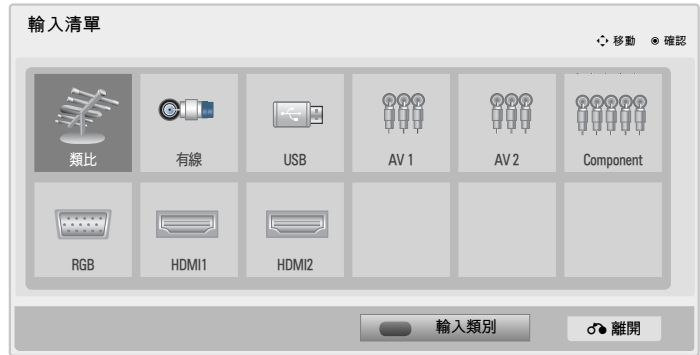 輸入清單
移動 確認
類比 有線 USB AV 1 AV 2 Component
RGB HDMI1 HDMI2
輸入類別 離開